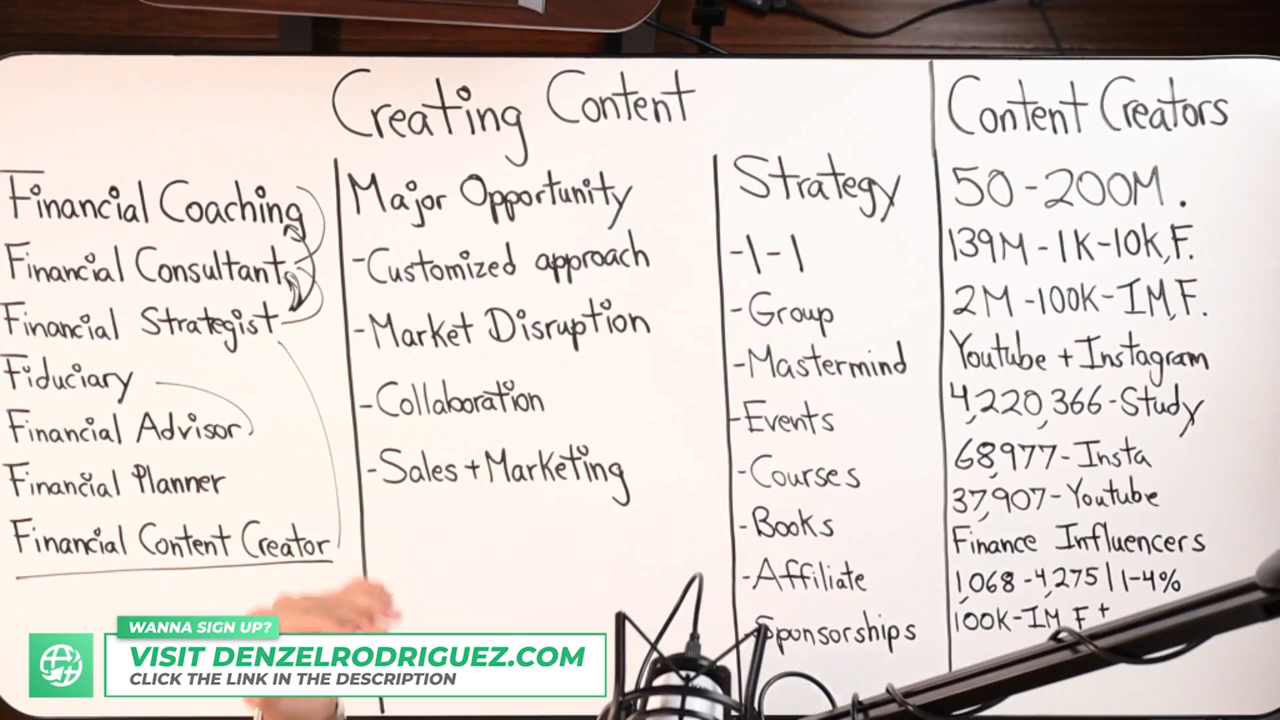 Creating Content
Financial Coaching
Financial Consultant
Financial Strategist
Fiduciary
Financial Advisor
Financial Planner
Financial Content Creator
Major Opportunity
-Customized approach
-Market Disruption
-Collaboration
-Sales + Marketing
Strategy
-1-1
-Group
-Mastermind
-Events
-Courses
-Books
-Affiliate
-Sponsorships
Content Creators
50-200M.
139M-1K-10K,F.
2M-100K-1M,F.
Youtube + Instagram
4,220,366-Study
68,977-Insta
37,907-Youtube
Finance Influencers
1,068-4,275 | 1-4%
100K-1M F+
WANNA SIGN UP?
VISIT DENZELRODRIGUEZ.COM
CLICK THE LINK IN THE DESCRIPTION